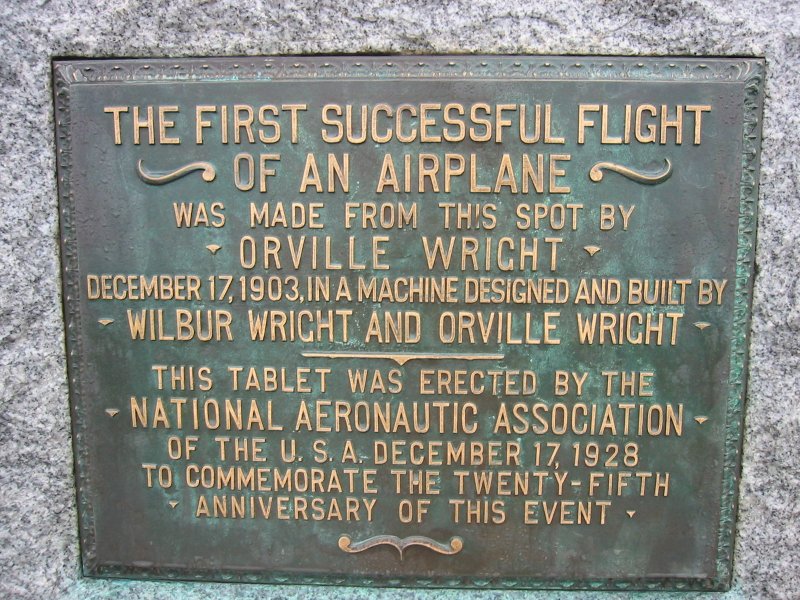 THE FIRST SUCCESSFUL FLIGHT
OF AN AIRPLANE
WAS MADE FROM THIS SPOT BY
ORVILLE WRIGHT
DECEMBER 17, 1903, IN A MACHINE DESIGNED AND BUILT BY
WILBUR WRIGHT AND ORVILLE WRIGHT
THIS TABLET WAS ERECTED BY THE
NATIONAL AERONAUTIC ASSOCIATION
OF THE U.S.A. DECEMBER 17, 1928
TO COMMEMORATE THE TWENTY-FIFTH
ANNIVERSARY OF THIS EVENT